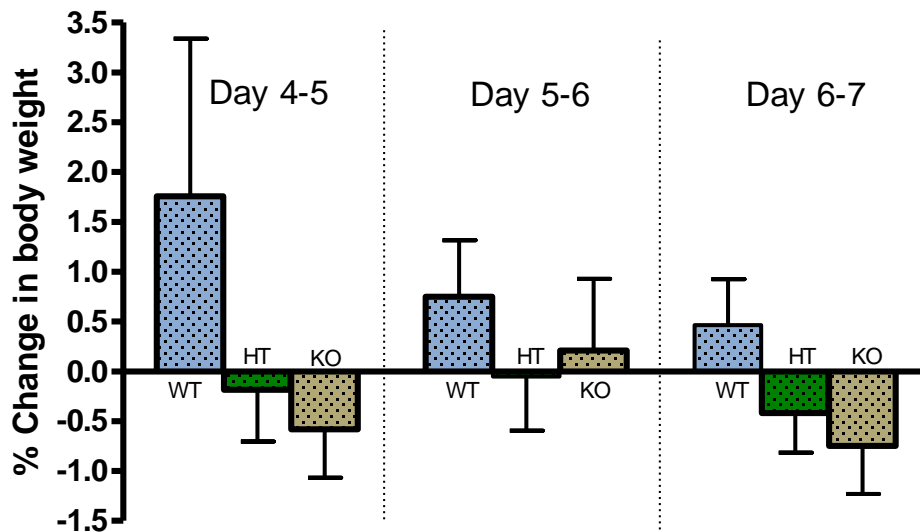 % Change in body weight
3.5
3.0
2.5
2.0
1.5
1.0
0.5
0.0
-0.5
-1.0
-1.5
Day 4-5
Day 5-6
Day 6-7
WT
HT
KO
WT
HT
KO
WT
HT
KO